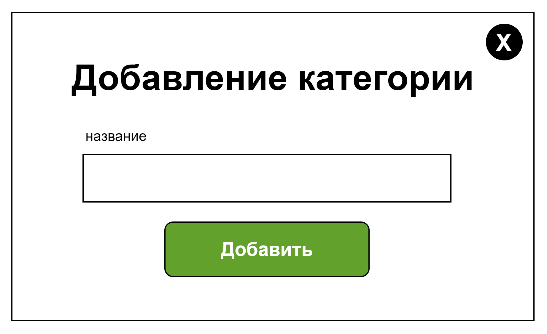 X
Добавление категории
название
Добавить